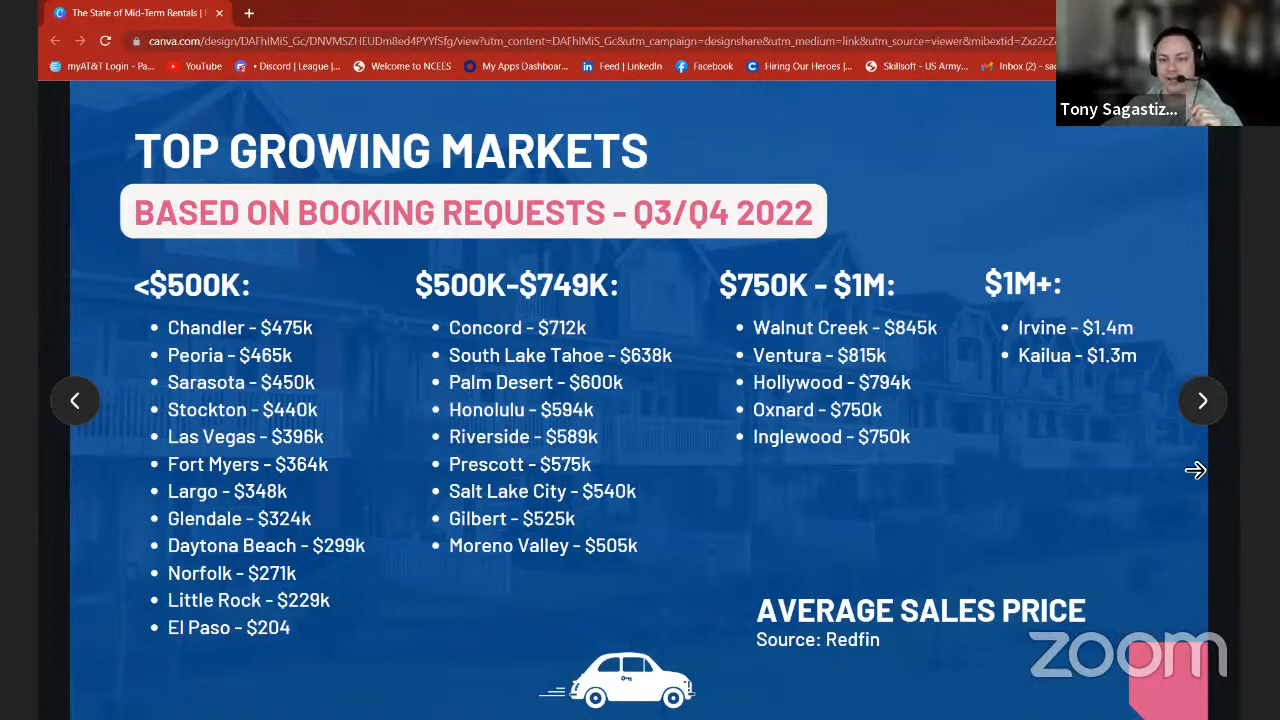 The State of Mid-Term Rentals |
canva.com/design/DAFhIMiS_Gc/DNVMSZHEUDm8ed4PYYfSfg/view?utm_content=DAFhIMiS_Gc&utm_campaign=designshare&utm_medium=link&utm_source=viewer&mibextid=Zxz2cZ
myAT&T Login - Pa... YouTube • Discord | League |... Welcome to NCEES My Apps Dashboar... Feed | LinkedIn Facebook Hiring Our Heroes |... Skillsoft - US Army... Inbox (2) - sa
Tony Sagastiz...
TOP GROWING MARKETS
BASED ON BOOKING REQUESTS - Q3/Q4 2022
<$500K:
• Chandler - $475k
• Peoria - $465k
• Sarasota - $450k
• Stockton - $440k
• Las Vegas - $396k
• Fort Myers - $364k
• Largo - $348k
• Glendale - $324k
• Daytona Beach - $299k
• Norfolk - $271k
• Little Rock - $229k
• El Paso - $204
$500K-$749K:
• Concord - $712k
• South Lake Tahoe - $638k
• Palm Desert - $600k
• Honolulu - $594k
• Riverside - $589k
• Prescott - $575k
• Salt Lake City - $540k
• Gilbert - $525k
• Moreno Valley - $505k
$750K - $1M:
• Walnut Creek - $845k
• Ventura - $815k
• Hollywood - $794k
• Oxnard - $750k
• Inglewood - $750k
$1M+:
• Irvine - $1.4m
• Kailua - $1.3m
AVERAGE SALES PRICE
Source: Redfin
zoom